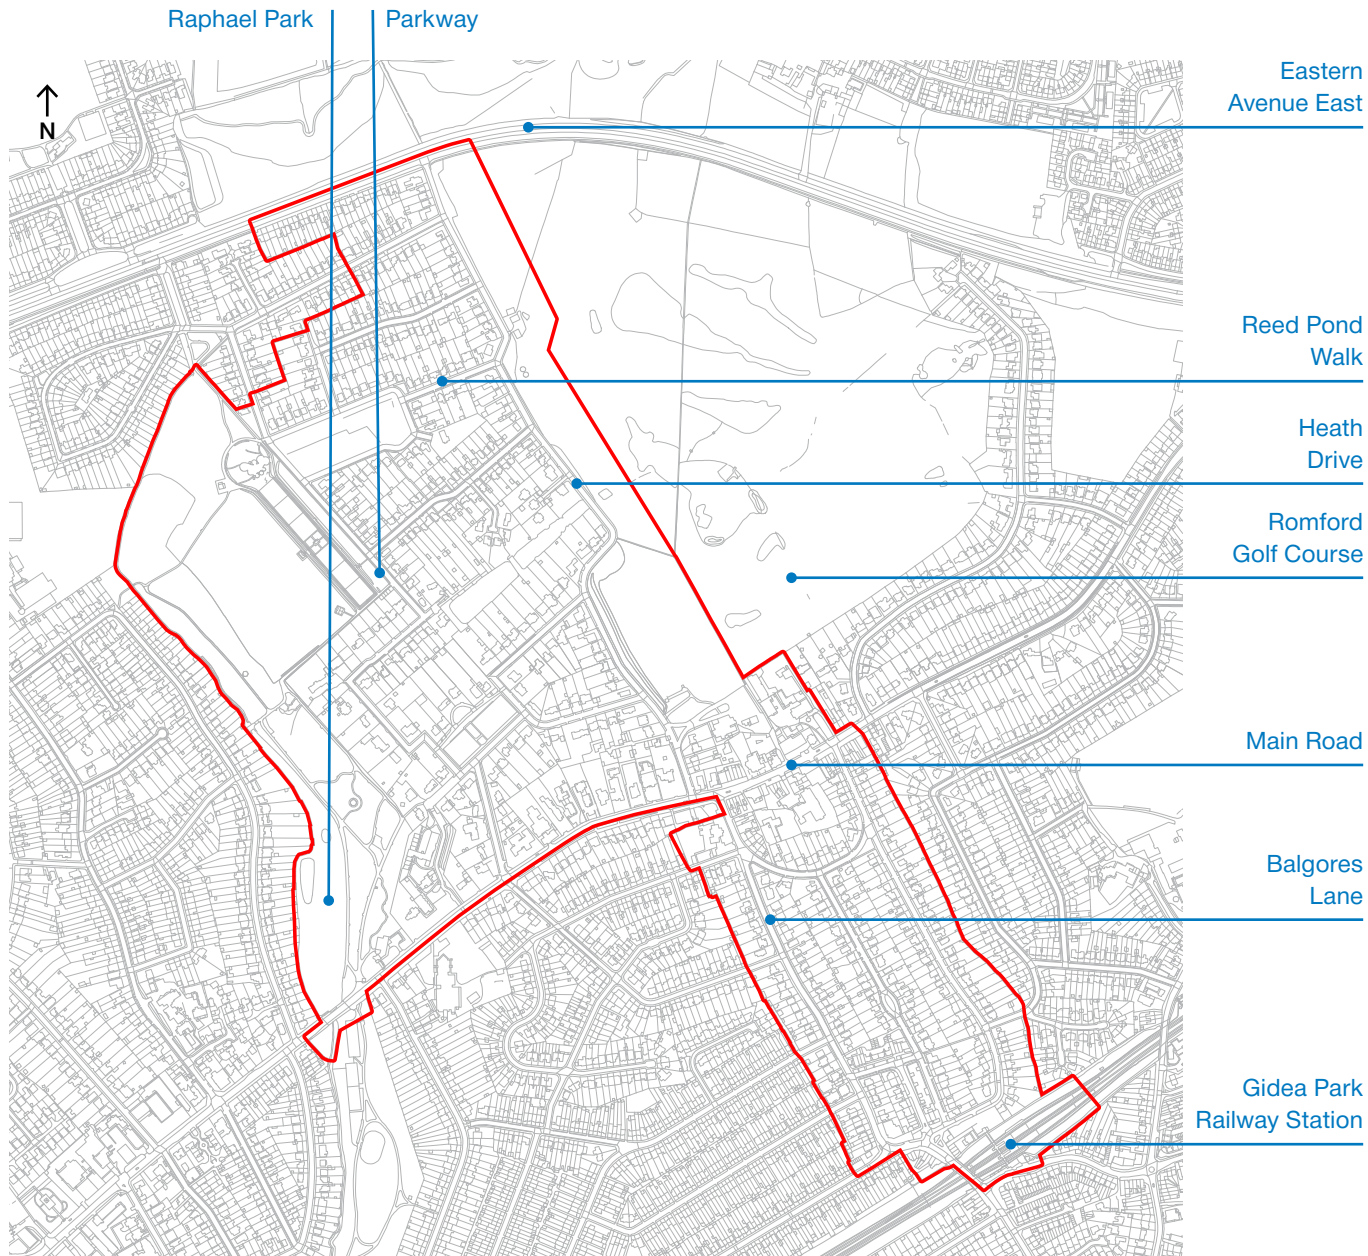 Raphael Park
Parkway
Eastern
Avenue East
N
Reed Pond
Walk
Heath
Drive
Romford
Golf Course
Main Road
Balgores
Lane
Gidea Park
Railway Station